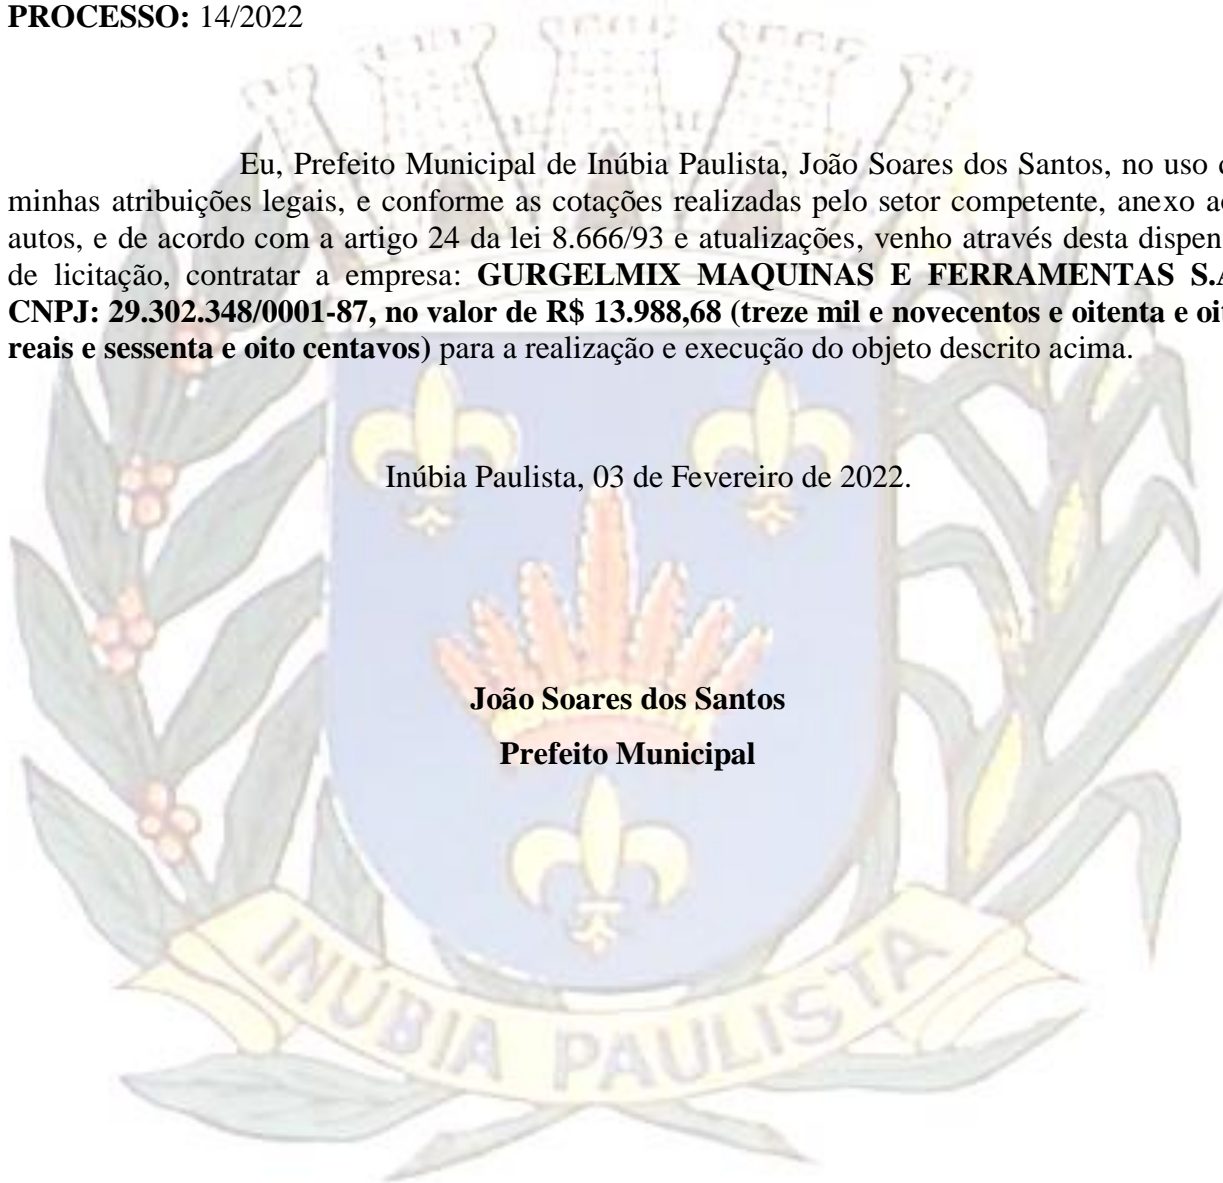 PROCESSO: 14/2022
Eu, Prefeito Municipal de Inúbia Paulista, João Soares dos Santos, no uso
minhas atribuições legais, e conforme as cotações realizadas pelo setor competente, anexo
autos, e de acordo com a artigo 24 da lei 8.666/93 e atualizações, venho através desta dispen
de licitação, contratar a empresa: GURGELMIX MAQUINAS E FERRAMENTAS S.A
CNPJ: 29.302.348/0001-87, no valor de R$ 13.988,68 (treze mil e novecentos e oitenta e oit
reais e sessenta e oito centavos) para a realização e execução do objeto descrito acima.
Inúbia Paulista, 03 de Fevereiro de 2022.
João Soares dos Santos
Prefeito Municipal
INÚBIA PAULISTA